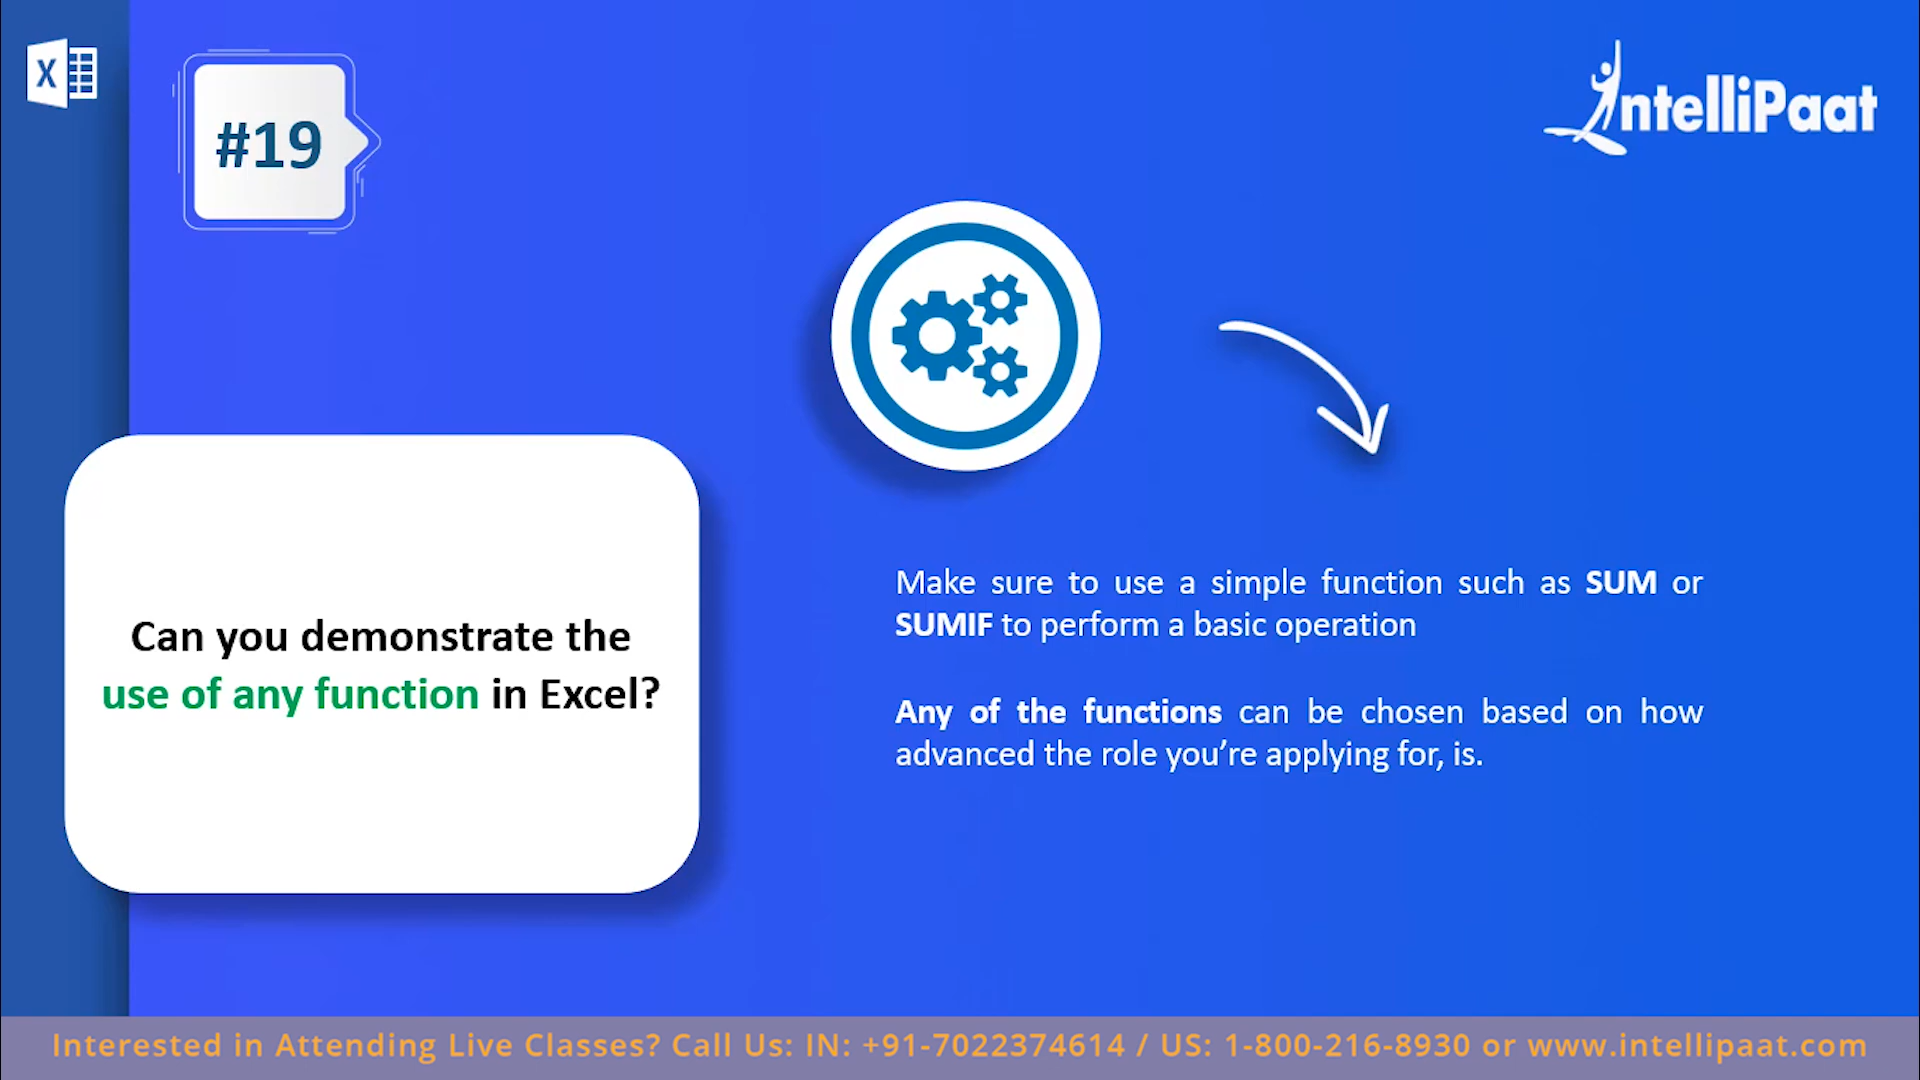 X
#19
IntelliPaat
Can you demonstrate the
use of any function in Excel?
Make sure to use a simple function such as SUM or
SUMIF to perform a basic operation
Any of the functions can be chosen based on how
advanced the role you’re applying for, is.
Interested in Attending Live Classes? Call Us: IN: +91-7022374614 / US: 1-800-216-8930 or www.intellipaat.com